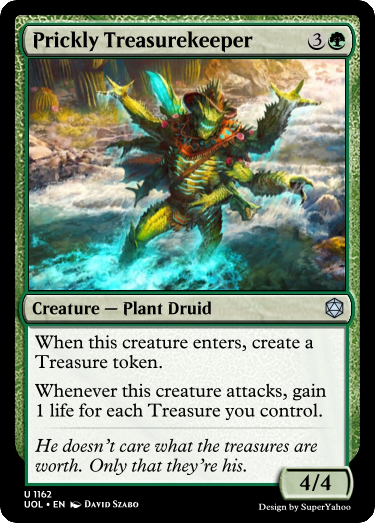 Prickly Treasurekeeper 3
Creature — Plant Druid
When this creature enters, create a
Treasure token.
Whenever this creature attacks, gain
1 life for each Treasure you control.
He doesn't care what the treasures are
worth. Only that they're his.
4/4
U 1162
UOL • EN David Szabo
Design by SuperYahoo